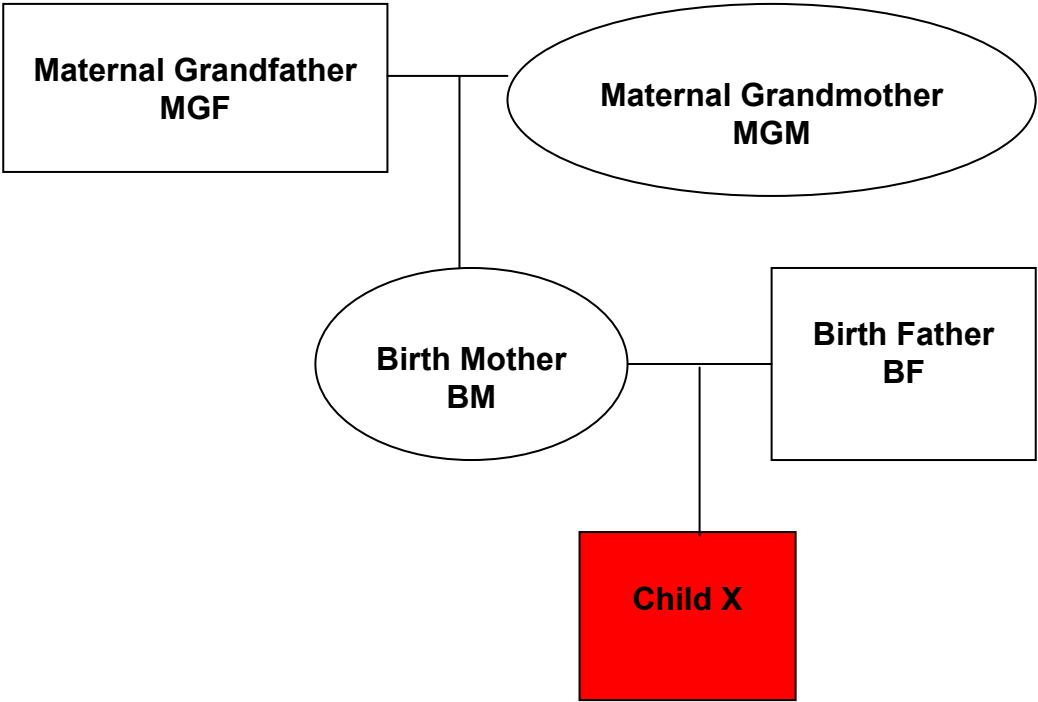 Maternal Grandfather
MGF
Maternal Grandmother
MGM
Birth Mother
BM
Birth Father
BF
Child X